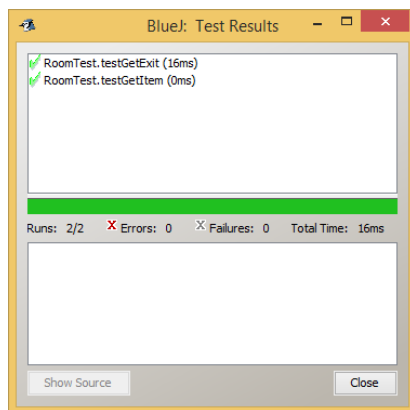 BlueJ: Test Results
RoomTest.testGetExit (16ms)
RoomTest.testGetItem (0ms)
Runs: 2/2 X Errors: 0 X Failures: 0 Total Time: 16ms
Show Source Close